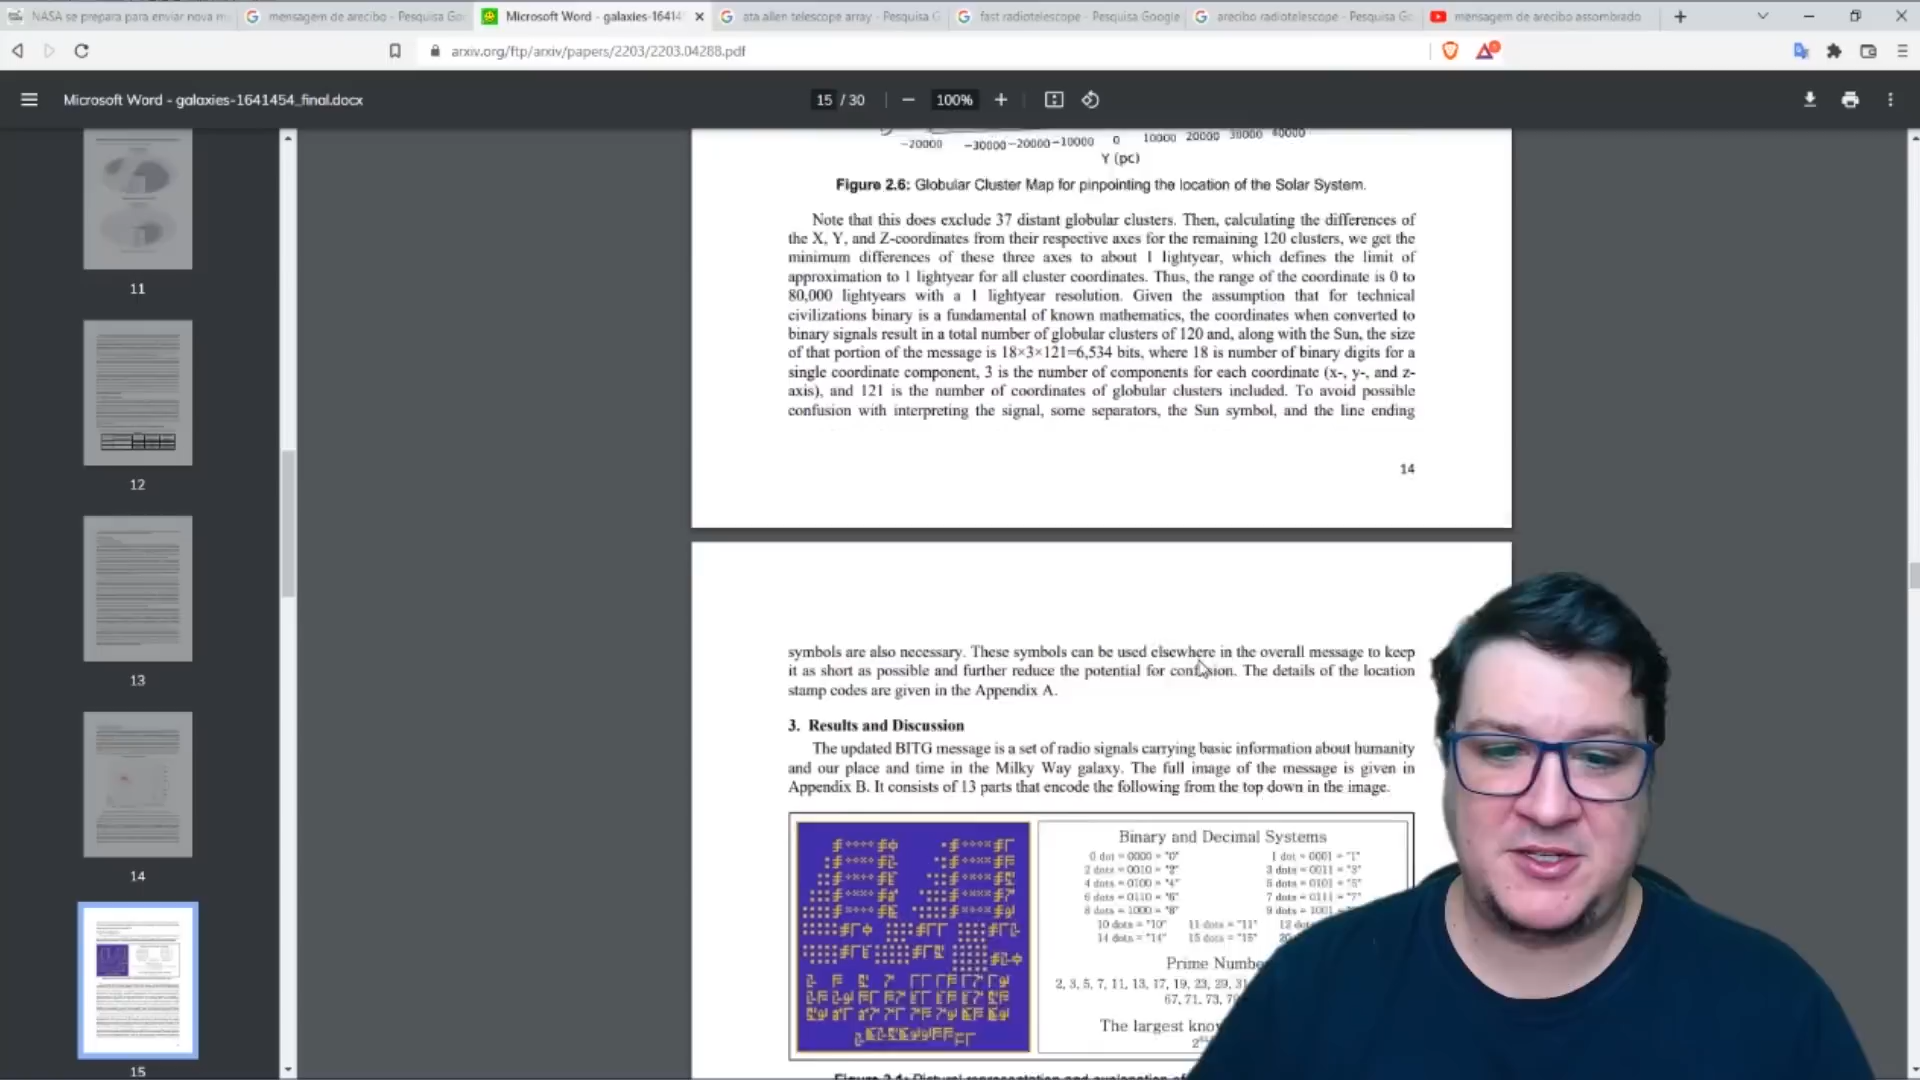 NASA se prepara para enviar nova m
mensagem de arecibo - Pesquisa Go
Microsoft Word - galaxies-16414
ata allen telescope array - Pesquisa G
fast radiotelescope - Pesquisa Google
arecibo radiotelescope - Pesquisa Go
mensagem de arecibo assombrado
arxiv.org/ftp/arxiv/papers/2203/2203.04288.pdf
Microsoft Word - galaxies-1641454_final.docx
15 / 30
100%
11
12
13
14
15
−20000 −30000 −20000 −10000 0 10000 20000 30000 40000
Y (pc)
Figure 2.6: Globular Cluster Map for pinpointing the location of the Solar System.
Note that this does exclude 37 distant globular clusters. Then, calculating the differences of
the X, Y, and Z-coordinates from their respective axes for the remaining 120 clusters, we get the
minimum differences of these three axes to about 1 lightyear, which defines the limit of
approximation to 1 lightyear for all cluster coordinates. Thus, the range of the coordinate is 0 to
80,000 lightyears with a 1 lightyear resolution. Given the assumption that for technical
civilizations binary is a fundamental of known mathematics, the coordinates when converted to
binary signals result in a total number of globular clusters of 120 and, along with the Sun, the size
of that portion of the message is 18×3×121=6,534 bits, where 18 is number of binary digits for a
single coordinate component, 3 is the number of components for each coordinate (x-, y-, and z-
axis), and 121 is the number of coordinates of globular clusters included. To avoid possible
confusion with interpreting the signal, some separators, the Sun symbol, and the line ending
14
symbols are also necessary. These symbols can be used elsewhere in the overall message to keep
it as short as possible and further reduce the potential for confusion. The details of the location
stamp codes are given in the Appendix A.
3. Results and Discussion
The updated BITG message is a set of radio signals carrying basic information about humanity
and our place and time in the Milky Way galaxy. The full image of the message is given in
Appendix B. It consists of 13 parts that encode the following from the top down in the image.
Binary and Decimal Systems
0 dot = 0000 = "0" 1 dot = 0001 = "1"
2 dots = 0010 = "2" 3 dots = 0011 = "3"
4 dots = 0100 = "4" 5 dots = 0101 = "5"
6 dots = 0110 = "6" 7 dots = 0111 = "7"
8 dots = 1000 = "8" 9 dots = 1001 =
10 dots = "10" 11 dots = "11" 12
14 dots = "14" 15 dots = "15"
Prime Numbe
2, 3, 5, 7, 11, 13, 17, 19, 23, 29, 31
67, 71, 73,
The largest know